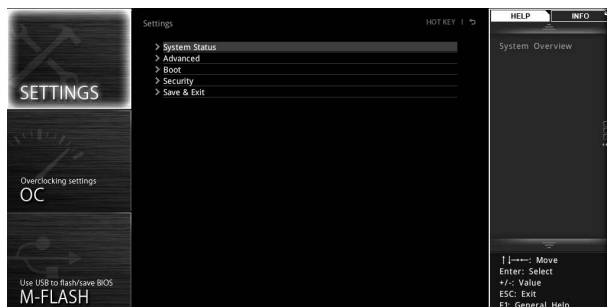 Settings
HOT KEY | ↩
> System Status
> Advanced
> Boot
> Security
> Save & Exit
SETTINGS
Overclocking settings
OC
Use USB to flash/save BIOS
M-FLASH
HELP
INFO
System Overview
↑↓→←: Move
Enter: Select
+/-: Value
ESC: Exit
F1: General Help